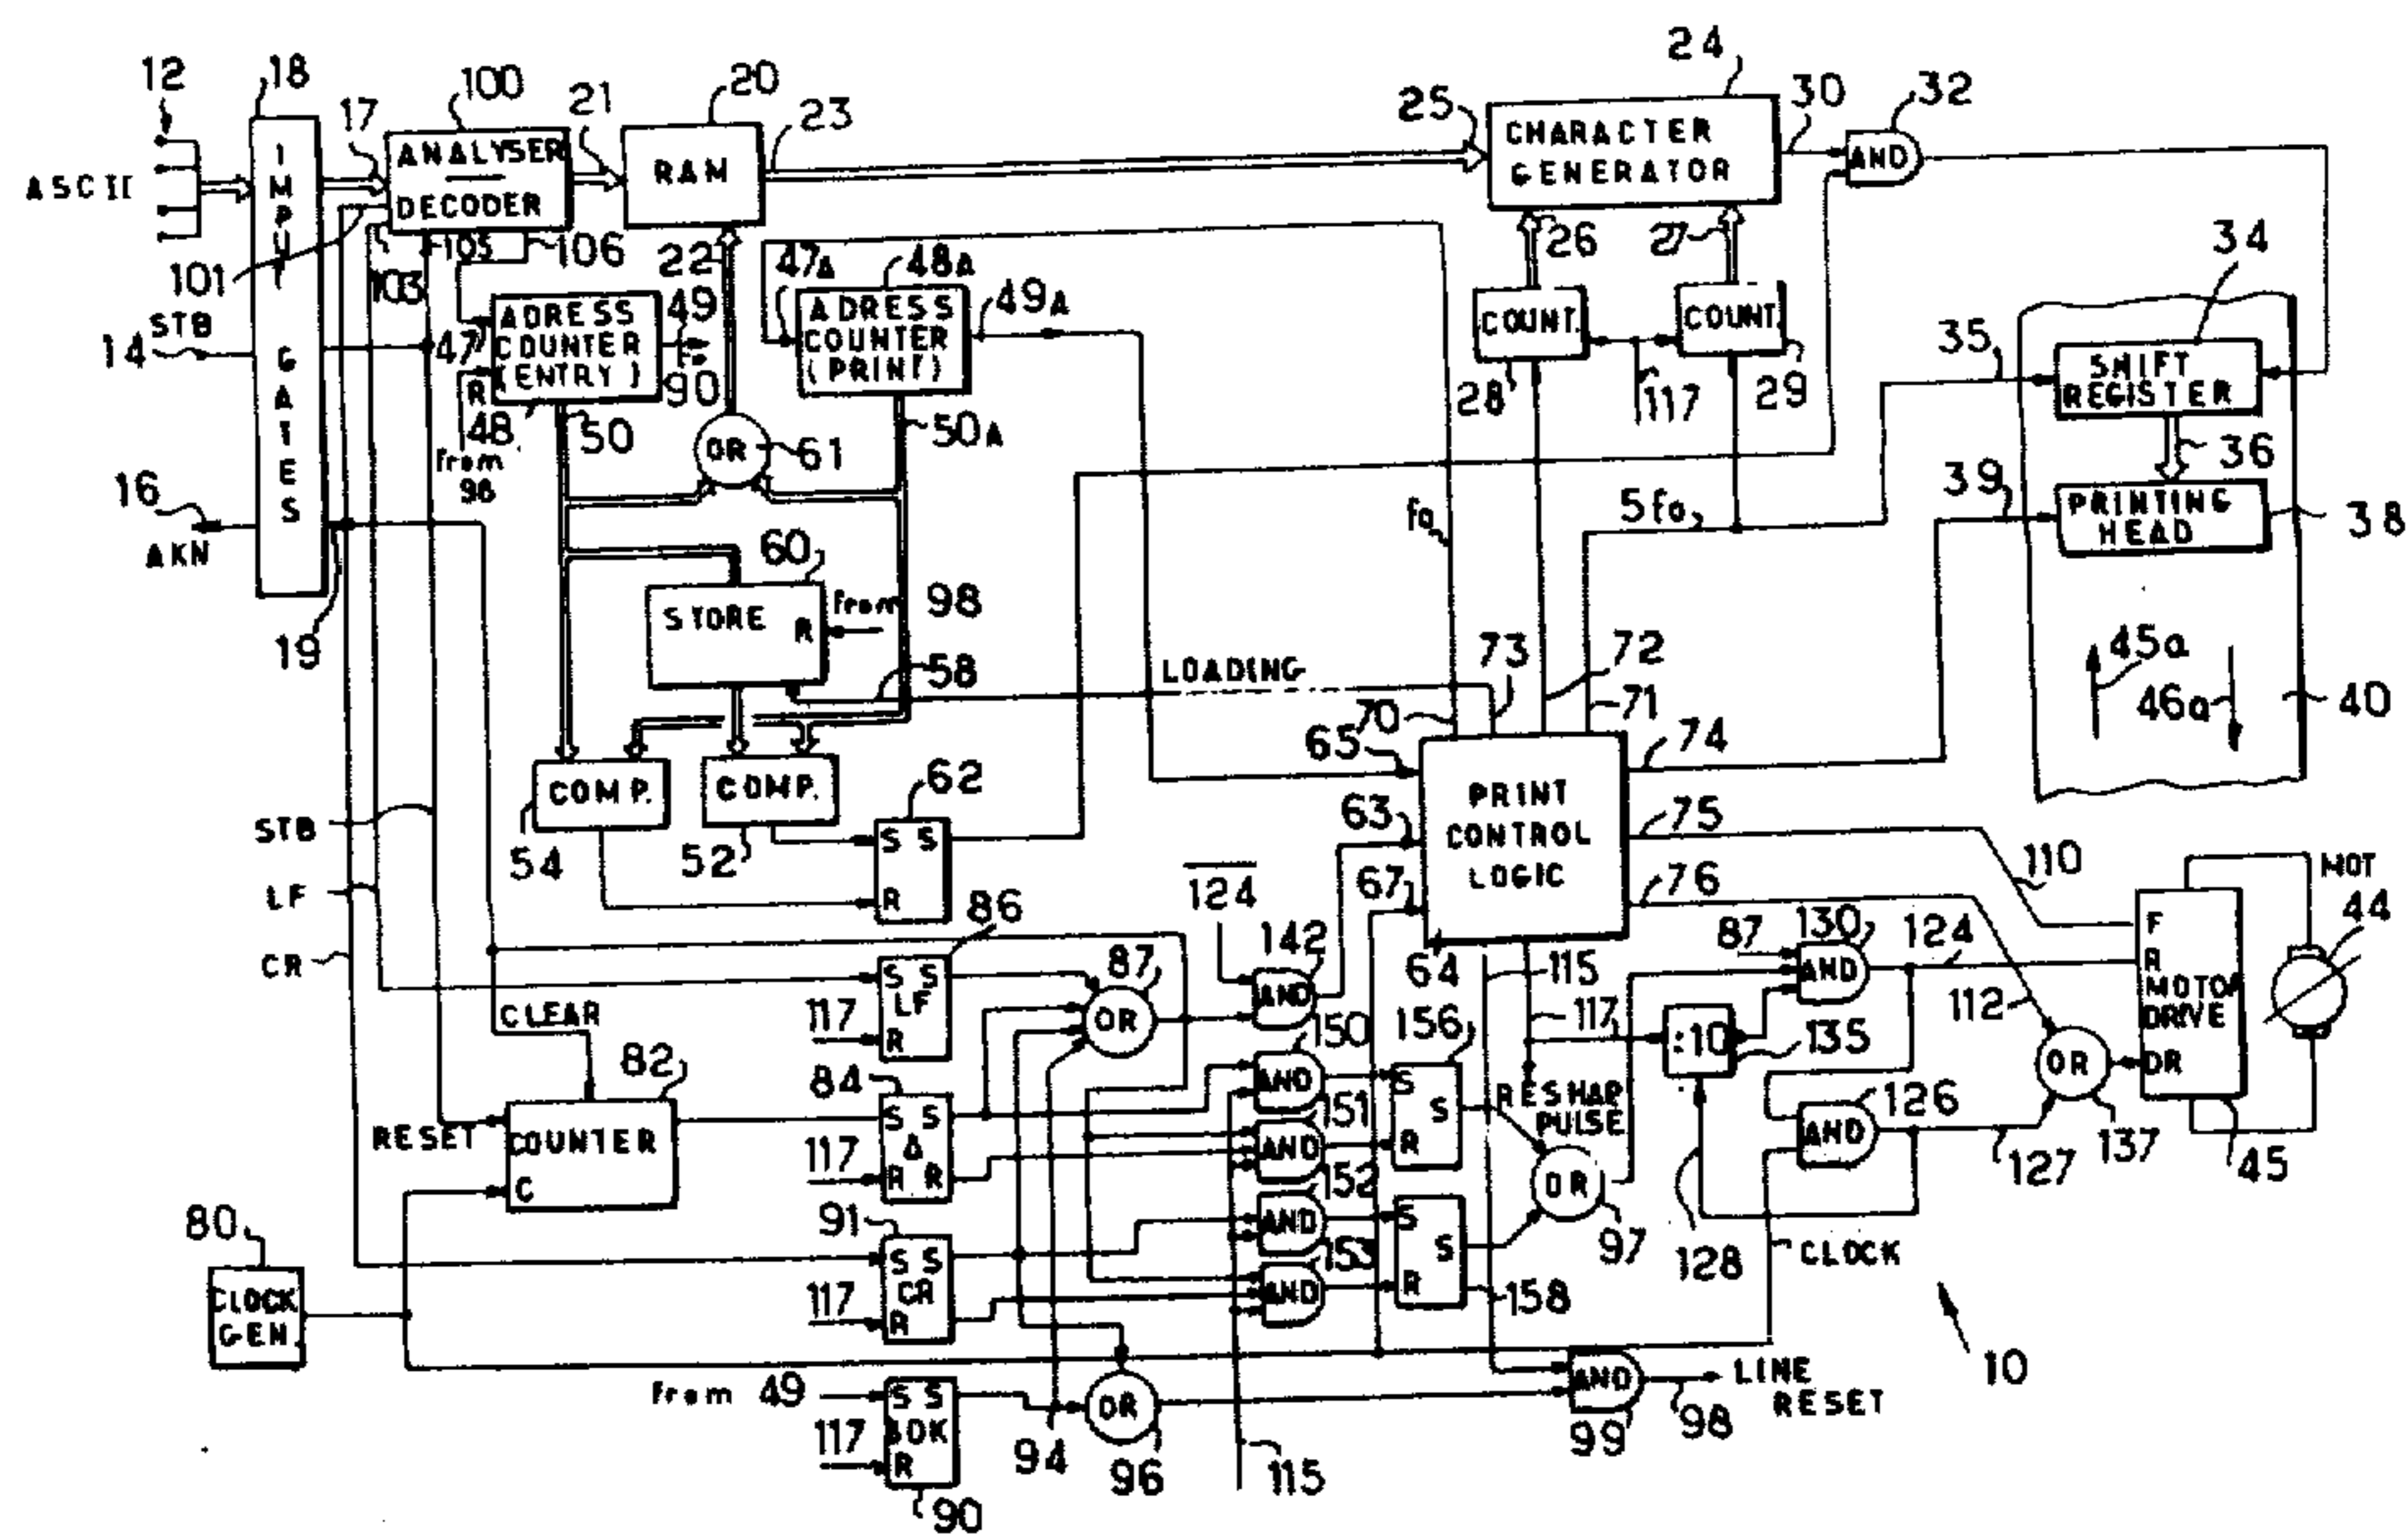 24
12
18
100
21
20
23
17
25
30
32
ASCII
IMPUT GATES
ANALYSER
DECODER
RAM
CHARACTER
GENERATOR
AND
101
103
105
106
22
47A
48A
49A
26
27
34
STB
14
47
ADRESS
COUNTER
(ENTRY)
R
49
90
ADRESS
COUNTER
(PRINT)
COUNT.
COUNT.
28
117
29
35
SHIFT
REGISTER
48
50
from
98
OR
61
50A
36
16
AKN
fo
5fo
39
PRINTING
HEAD
38
60
STORE
R
from 98
19
58
LOADING
73
72
71
70
45a
46a
40
65
74
COMP.
COMP.
62
PRINT
CONTROL
LOGIC
63
75
STB
54
52
S S
R
124
67
76
110
MOT
44
LF
86
142
64
115
87
130
124
F
R
MOTOR
DRIVE
DR
CR
CLEAR
S S
LF
R
117
87
OR
AND
150
156
117
:10
135
AND
112
OR
137
45
82
84
RESET
COUNTER
C
S S
Δ
R R
117
AND
151
AND
152
S
S
R
RESHAP
PULSE
OR
97
126
AND
127
128
CLOCK
80
CLOCK
GEN.
91
S S
CR
R
117
AND
153
AND
S
S
R
158
10
from 49
S S
ADK
R
117
90
94
OR
96
115
AND
99
98
LINE
RESET